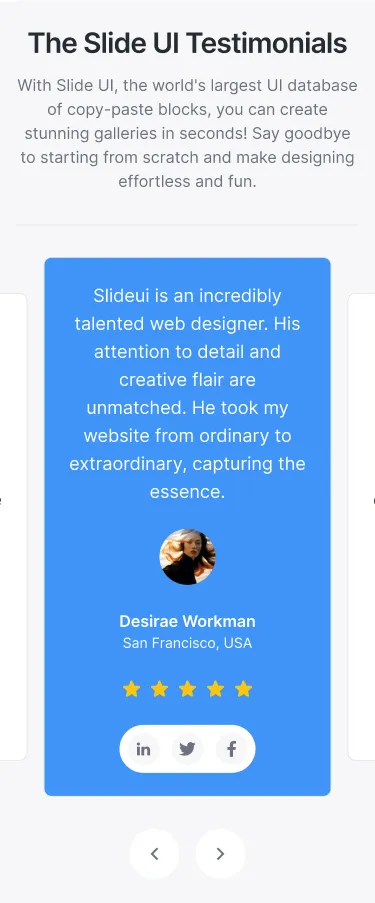 The Slide UI Testimonials
With Slide UI, the world's largest UI database
of copy-paste blocks, you can create
stunning galleries in seconds! Say goodbye
to starting from scratch and make designing
effortless and fun.
Slideui is an incredibly
talented web designer. His
attention to detail and
creative flair are
unmatched. He took my
website from ordinary to
extraordinary, capturing the
essence.
Desirae Workman
San Francisco, USA
in